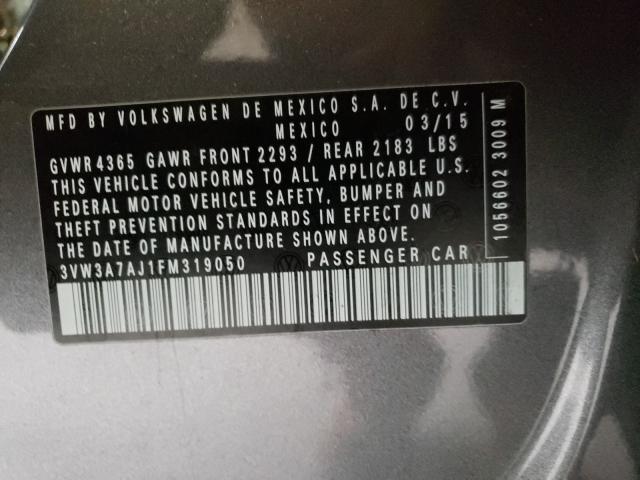 MFD BY VOLKSWAGEN DE MEXICO S.A. DE C.V.
MEXICO 03/15
GVWR 4365 GAWR FRONT 2293 / REAR 2183 LBS
THIS VEHICLE CONFORMS TO ALL APPLICABLE U.S.
FEDERAL MOTOR VEHICLE SAFETY, BUMPER AND
THEFT PREVENTION STANDARDS IN EFFECT ON
THE DATE OF MANUFACTURE SHOWN ABOVE.
3VW3A7AJ1FM319050 PASSENGER CAR
1056602 3009 M